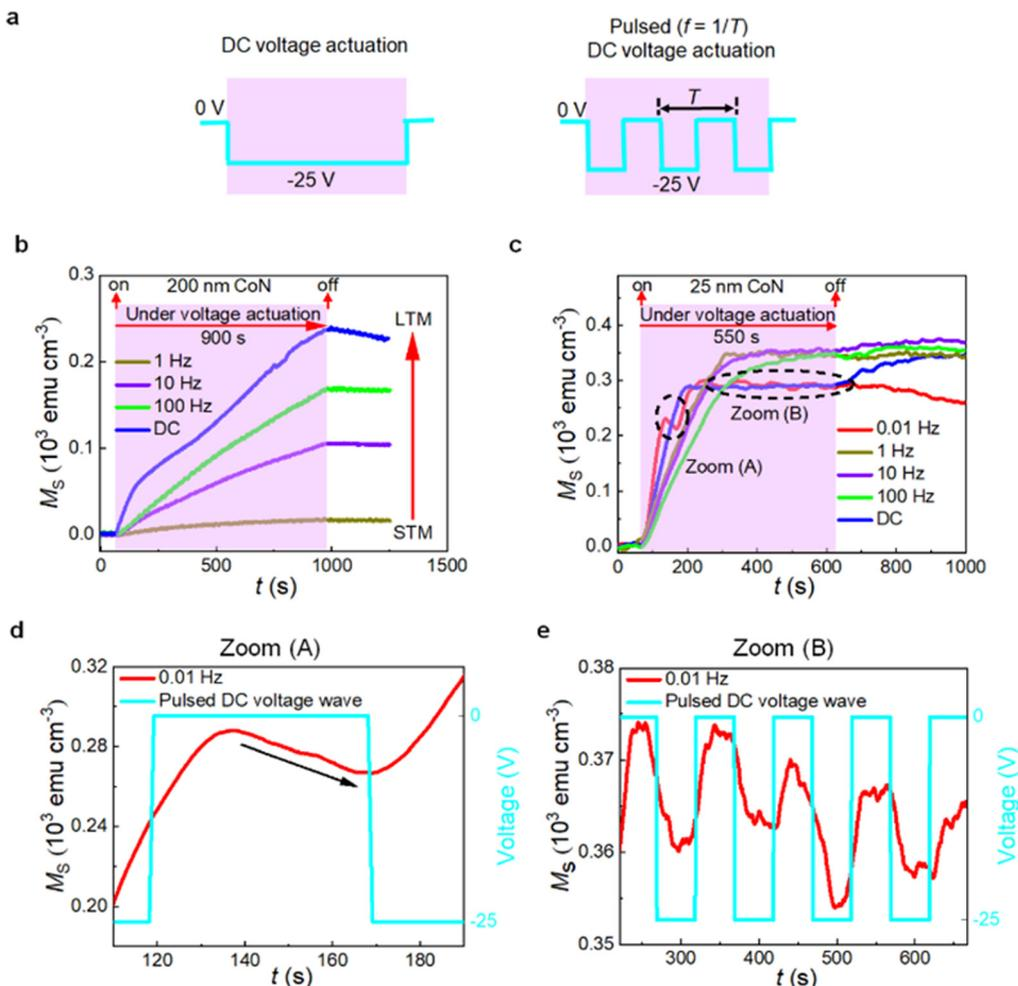 a
DC voltage actuation
0 V
-25 V
Pulsed (f = 1/T)
DC voltage actuation
0 V
T
-25 V
b
on
200 nm CoN
off
Under voltage actuation
900 s
LTM
STM
1 Hz
10 Hz
100 Hz
DC
0.3
0.2
0.1
0.0
Mₛ (10³ emu cm⁻³)
0
500
1000
1500
t (s)
c
on
25 nm CoN
off
Under voltage actuation
550 s
Zoom (B)
Zoom (A)
0.01 Hz
1 Hz
10 Hz
100 Hz
DC
0.4
0.3
0.2
0.1
0.0
Mₛ (10³ emu cm⁻³)
0
200
400
600
800
1000
t (s)
d
Zoom (A)
0.01 Hz
Pulsed DC voltage wave
0.32
0.28
0.24
0.20
Mₛ (10³ emu cm⁻³)
0
-25
Voltage (V)
120
140
160
180
t (s)
e
Zoom (B)
0.01 Hz
Pulsed DC voltage wave
0.38
0.37
0.36
0.35
Mₛ (10³ emu cm⁻³)
0
-25
Voltage (V)
300
400
500
600
t (s)